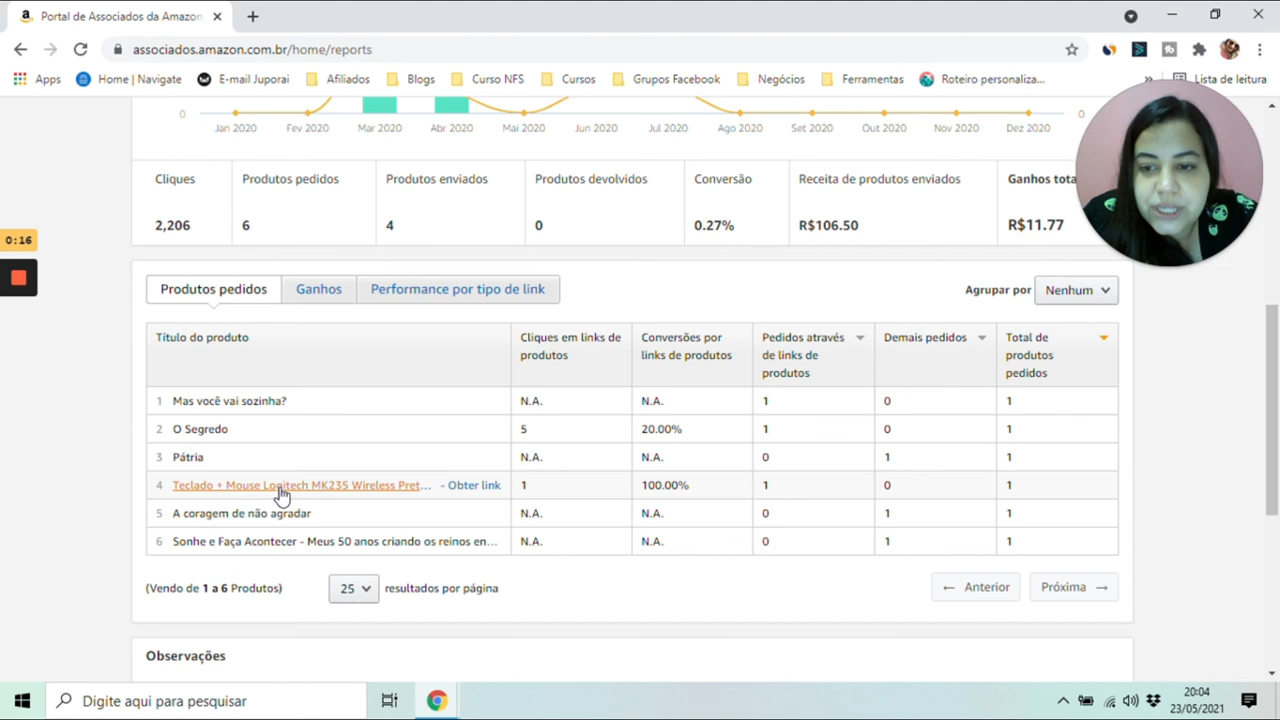 Portal de Associados da Amazon
associados.amazon.com.br/home/reports
Apps Home | Navigate E-mail Juporai Afiliados Blogs Curso NFS Cursos Grupos Facebook Negócios Ferramentas Roteiro personaliza... » Lista de leitura
0 0
Jan 2020 Fev 2020 Mar 2020 Abr 2020 Mai 2020 Jun 2020 Jul 2020 Ago 2020 Set 2020 Out 2020 Nov 2020 Dez 2020
Cliques Produtos pedidos Produtos enviados Produtos devolvidos Conversão Receita de produtos enviados Ganhos tota
2,206 6 4 0 0.27% R$106.50 R$11.77
0:16
Produtos pedidos Ganhos Performance por tipo de link Agrupar por Nenhum
Título do produto Cliques em links de produtos Conversões por links de produtos Pedidos através de links de produtos Demais pedidos Total de produtos pedidos
1 Mas você vai sozinha? N.A. N.A. 1 0 1
2 O Segredo 5 20.00% 1 0 1
3 Pátria N.A. N.A. 0 1 1
4 Teclado + Mouse Logitech MK235 Wireless Pret... - Obter link 1 100.00% 1 0 1
5 A coragem de não agradar N.A. N.A. 0 1 1
6 Sonhe e Faça Acontecer - Meus 50 anos criando os reinos en... N.A. N.A. 0 1 1
(Vendo de 1 a 6 Produtos) 25 resultados por página ← Anterior Próxima →
Observações
Digite aqui para pesquisar
20:04
23/05/2021